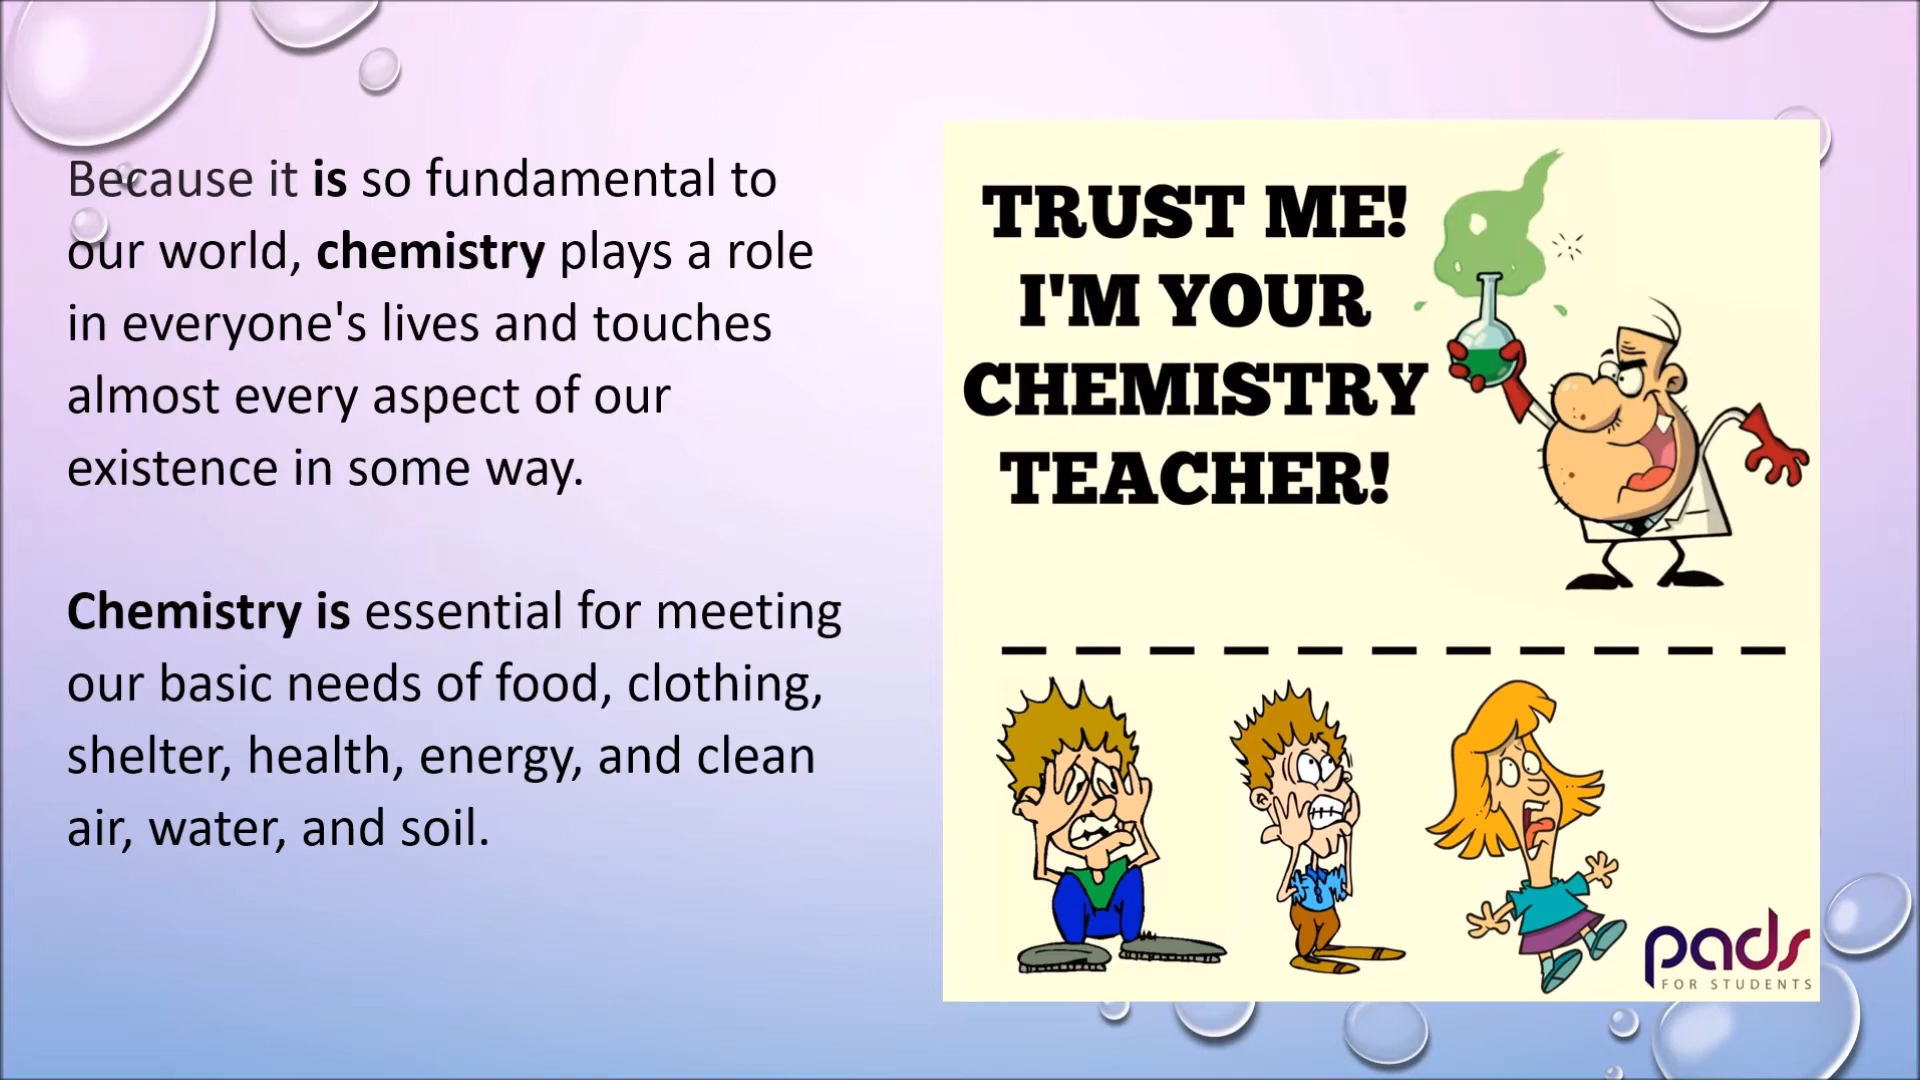 Because it is so fundamental to
our world, chemistry plays a role
in everyone's lives and touches
almost every aspect of our
existence in some way.
Chemistry is essential for meeting
our basic needs of food, clothing,
shelter, health, energy, and clean
air, water, and soil.
TRUST ME!
I'M YOUR
CHEMISTRY
TEACHER!
pads
FOR STUDENTS